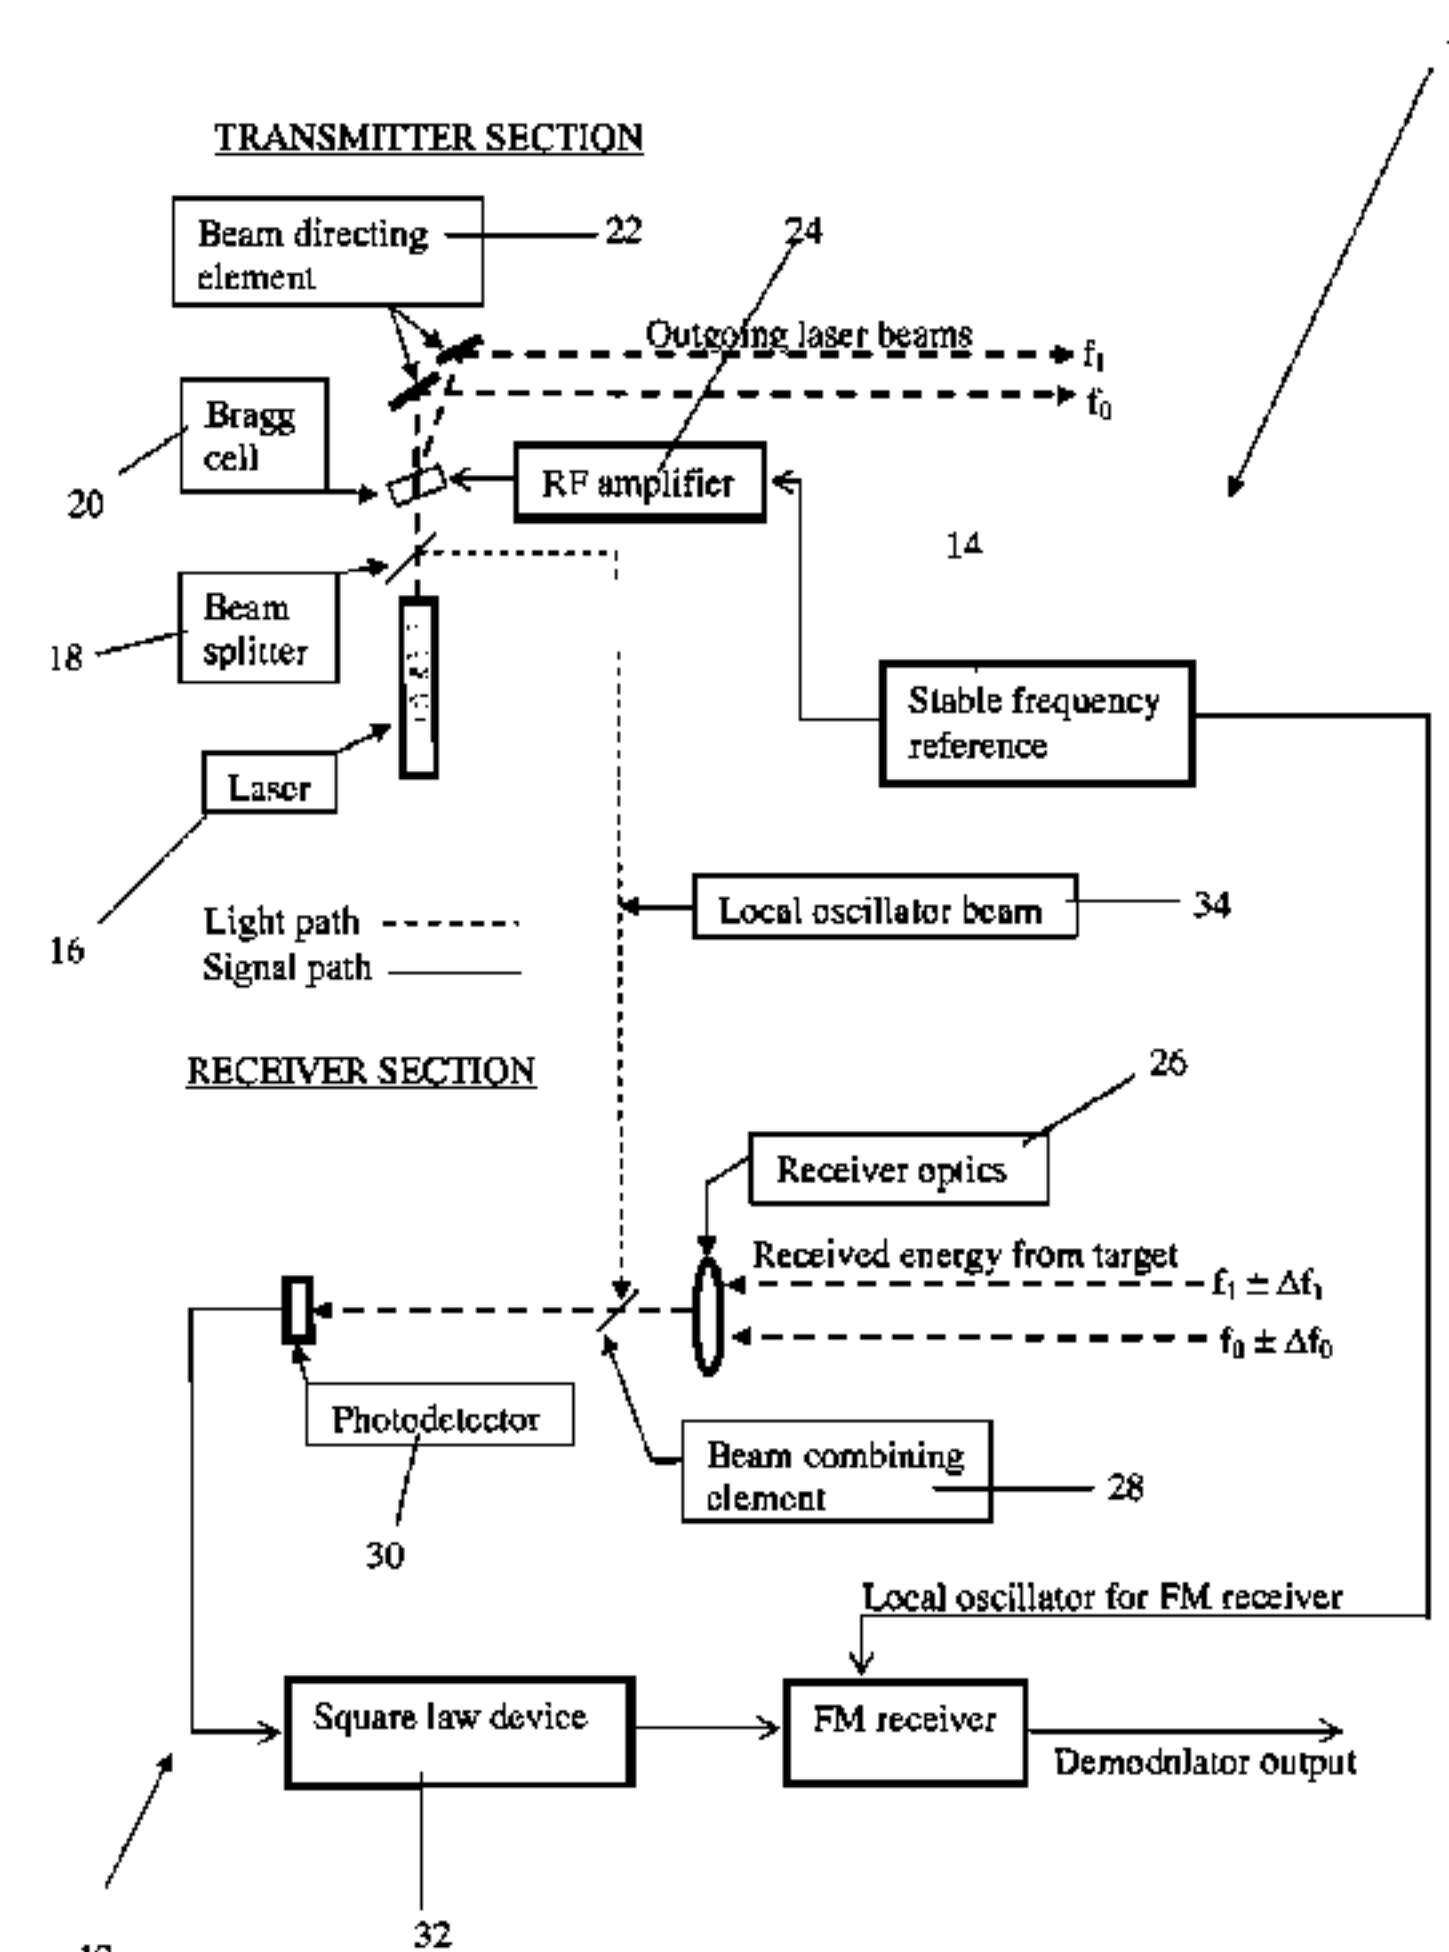 TRANSMITTER SECTION
Beam directing
element
22
24
Outgoing laser beams
f₁
f₀
Bragg
cell
20
RF amplifier
14
Beam
splitter
18
Stable frequency
reference
Laser
16
Local oscillator beam
34
Light path
Signal path
RECEIVER SECTION
26
Receiver optics
Received energy from target
f₁ ± Δf₁
f₀ ± Δf₀
Photodetector
30
Beam combining
element
28
Local oscillator for FM receiver
Square law device
FM receiver
Demodulator output
32